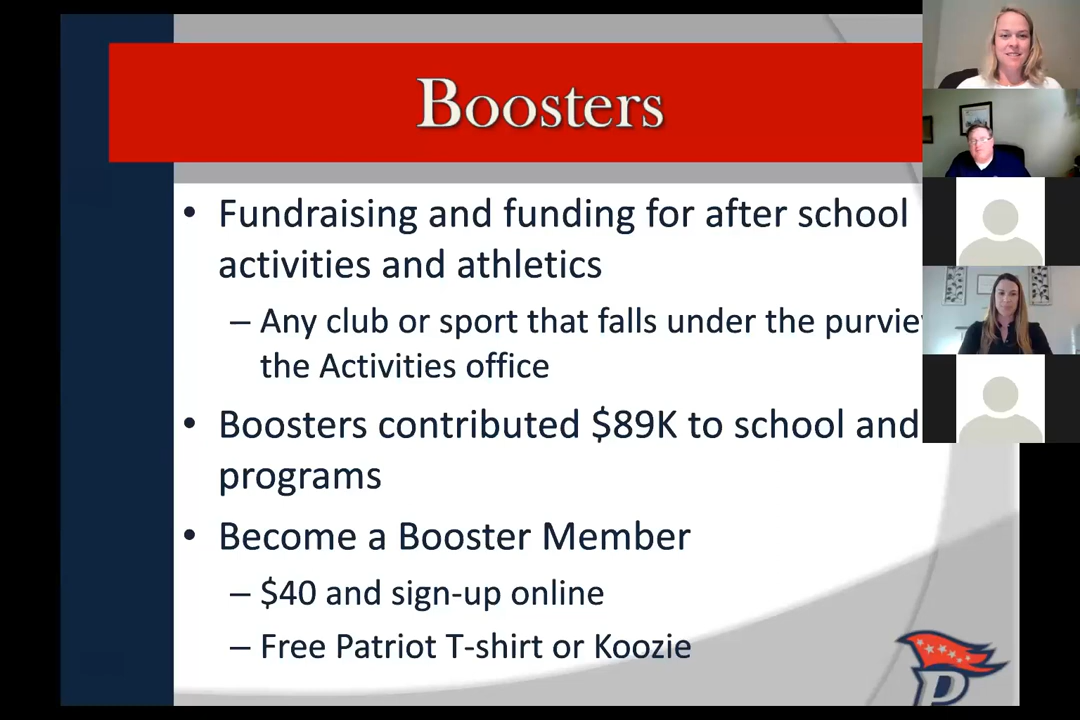 Boosters
• Fundraising and funding for after school
activities and athletics
– Any club or sport that falls under the
the Activities office
• Boosters contributed $89K to school and
programs
• Become a Booster Member
– $40 and sign-up online
– Free Patriot T-shirt or Koozie
P